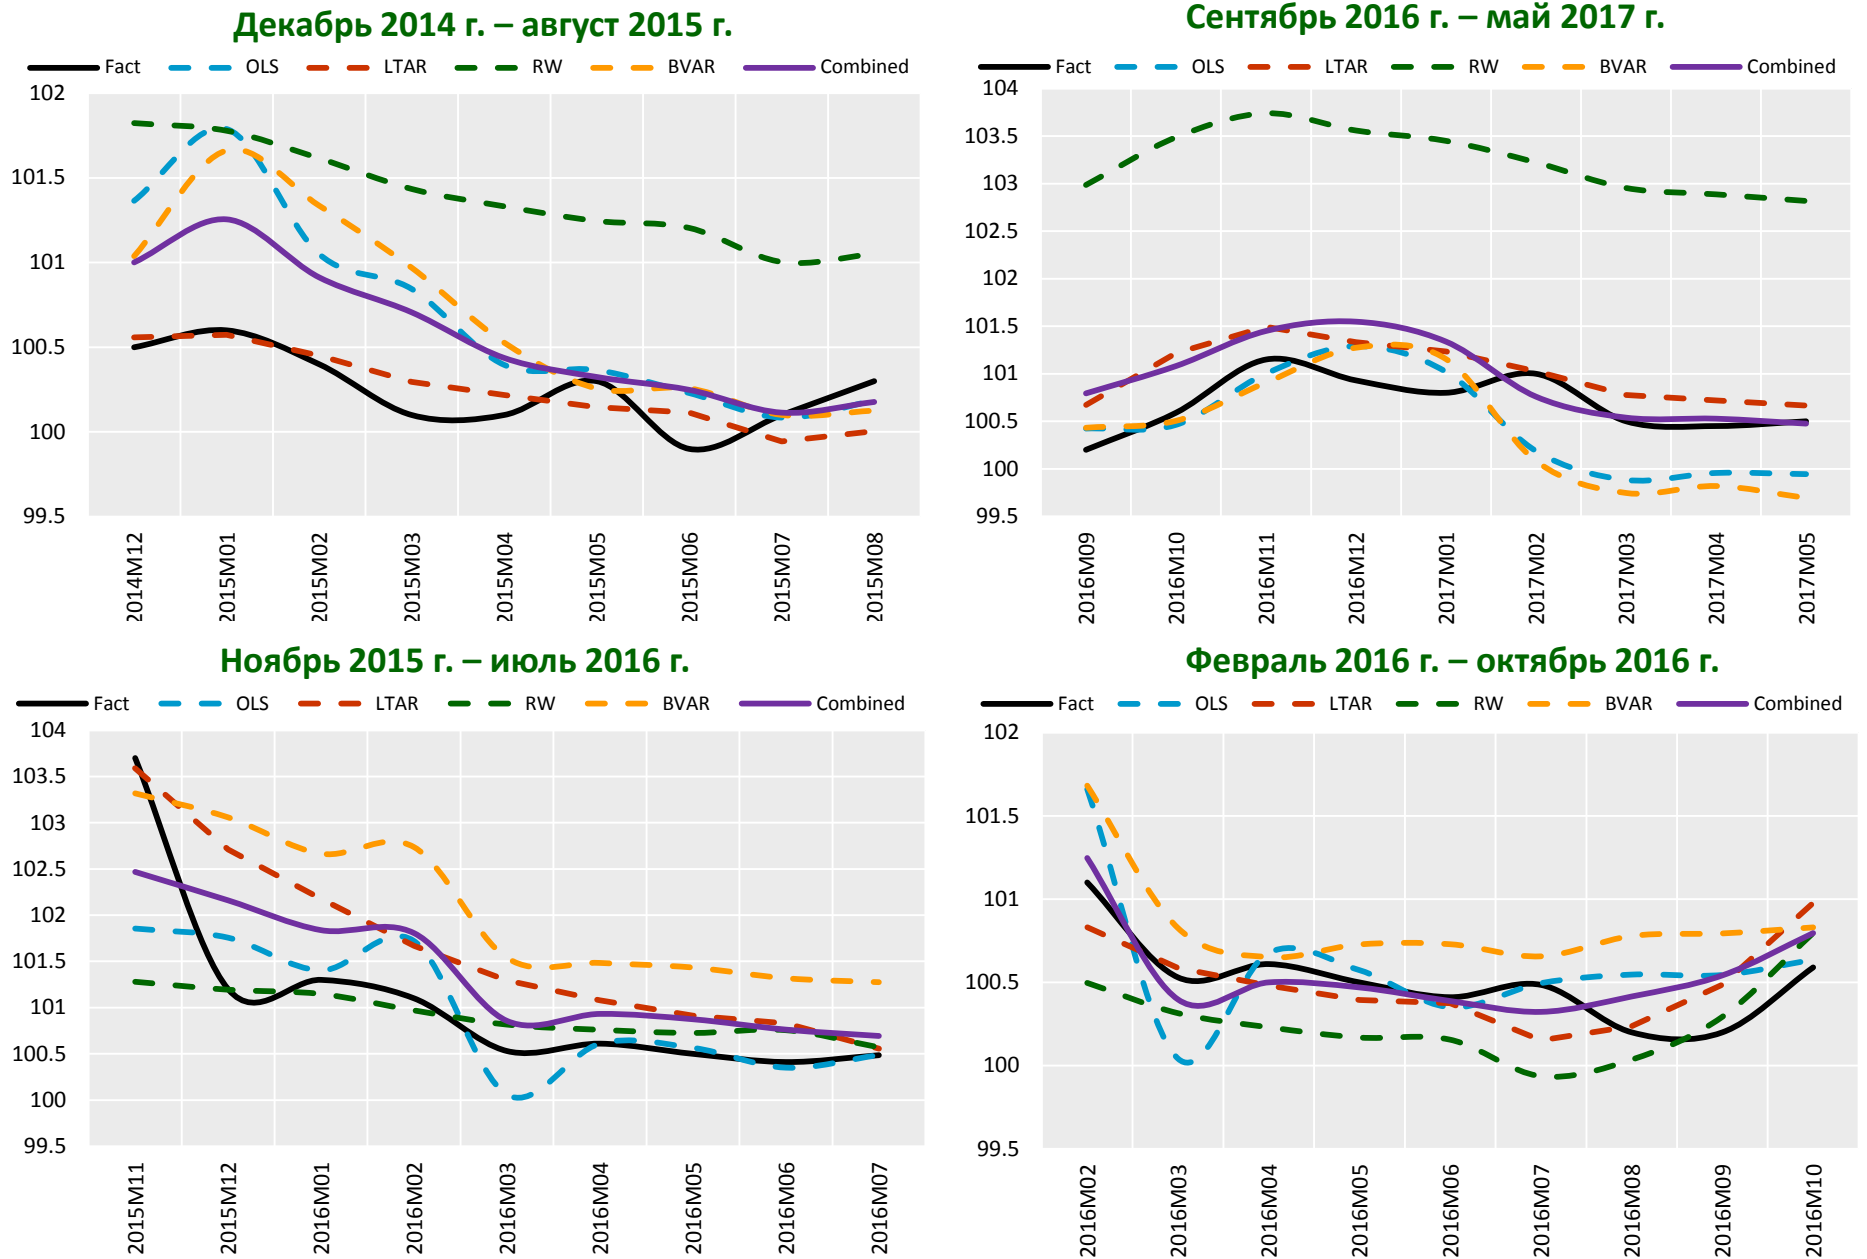 Декабрь 2014 г. – август 2015 г.
Fact OLS LTAR RW BVAR Combined
102
101.5
101
100.5
100
99.5
2014M12 2015M01 2015M02 2015M03 2015M04 2015M05 2015M06 2015M07 2015M08
Сентябрь 2016 г. – май 2017 г.
Fact OLS LTAR RW BVAR Combined
104
103.5
103
102.5
102
101.5
101
100.5
100
99.5
2016M09 2016M10 2016M11 2016M12 2017M01 2017M02 2017M03 2017M04 2017M05
Ноябрь 2015 г. – июль 2016 г.
Fact OLS LTAR RW BVAR Combined
104
103.5
103
102.5
102
101.5
101
100.5
100
99.5
2015M11 2015M12 2016M01 2016M02 2016M03 2016M04 2016M05 2016M06 2016M07
Февраль 2016 г. – октябрь 2016 г.
Fact OLS LTAR RW BVAR Combined
102
101.5
101
100.5
100
99.5
2016M02 2016M03 2016M04 2016M05 2016M06 2016M07 2016M08 2016M09 2016M10